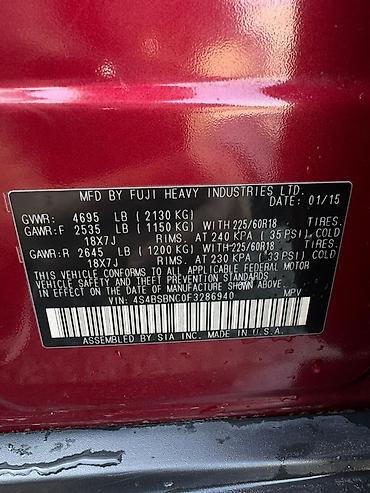 MFD BY FUJI HEAVY INDUSTRIES LTD.
DATE: 01/15
GVWR: 4695 LB (2130 KG)
GAWR:F 2535 LB (1150 KG) WITH 225/60R18 TIRES.
18X7J RIMS. AT 240 KPA (35 PSI) COLD
GAWR:R 2645 LB (1200 KG) WITH 225/60R18 TIRES.
18X7J RIMS. AT 230 KPA (33 PSI) COLD.
THIS VEHICLE CONFORMS TO ALL APPLICABLE FEDERAL MOTOR
VEHICLE SAFETY AND THEFT PREVENTION STANDARDS
IN EFFECT ON THE DATE OF MANUFACTURE SHOWN ABOVE.
VIN: 4S4BSBNC0F3286940 MPV
ASSEMBLED BY SIA INC. MADE IN U.S.A.